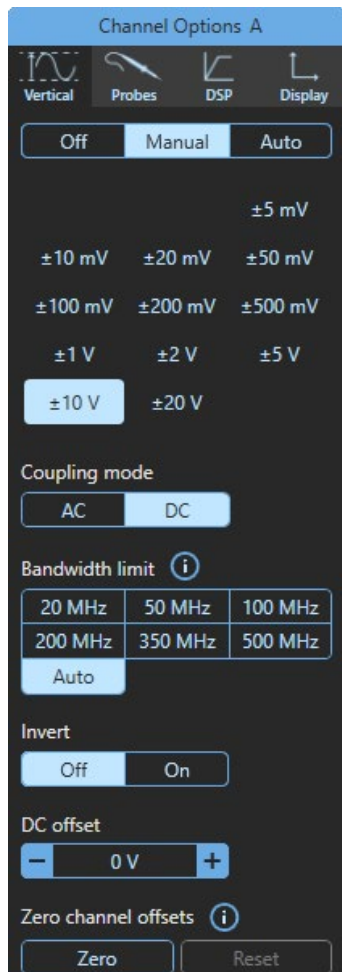 Channel Options A
Vertical Probes DSP Display
Off Manual Auto
±5 mV
±10 mV ±20 mV ±50 mV
±100 mV ±200 mV ±500 mV
±1 V ±2 V ±5 V
±10 V ±20 V
Coupling mode
AC DC
Bandwidth limit i
20 MHz 50 MHz 100 MHz
200 MHz 350 MHz 500 MHz
Auto
Invert
Off On
DC offset
− 0 V +
Zero channel offsets i
Zero Reset